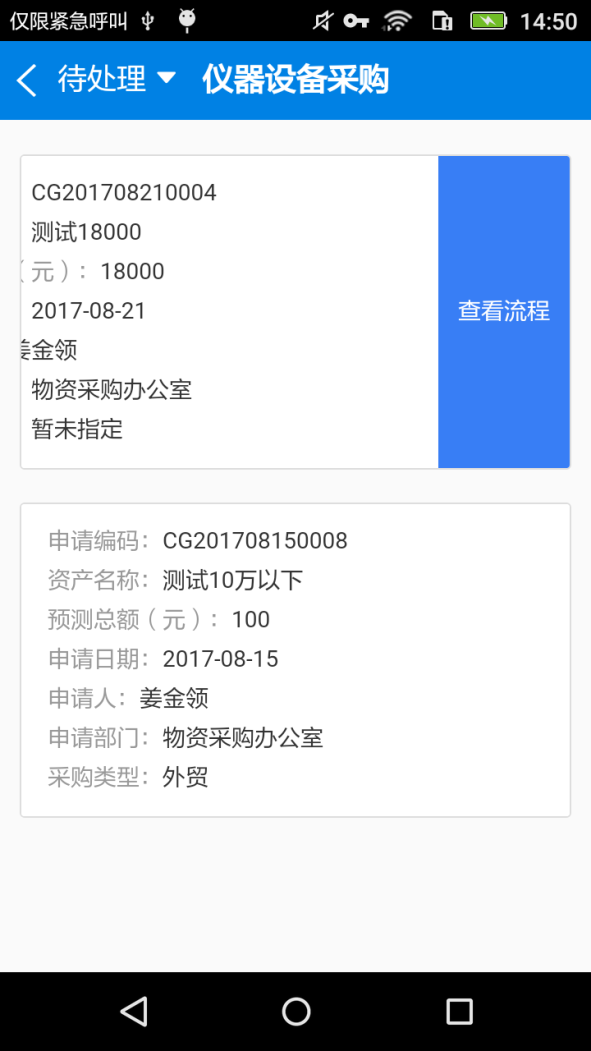 仅限紧急呼叫 14:50
待处理 仪器设备采购
CG201708210004
测试18000
（元）：18000
2017-08-21
查看流程
姜金领
物资采购办公室
暂未指定
申请编码：CG201708150008
资产名称：测试10万以下
预测总额（元）：100
申请日期：2017-08-15
申请人：姜金领
申请部门：物资采购办公室
采购类型：外贸